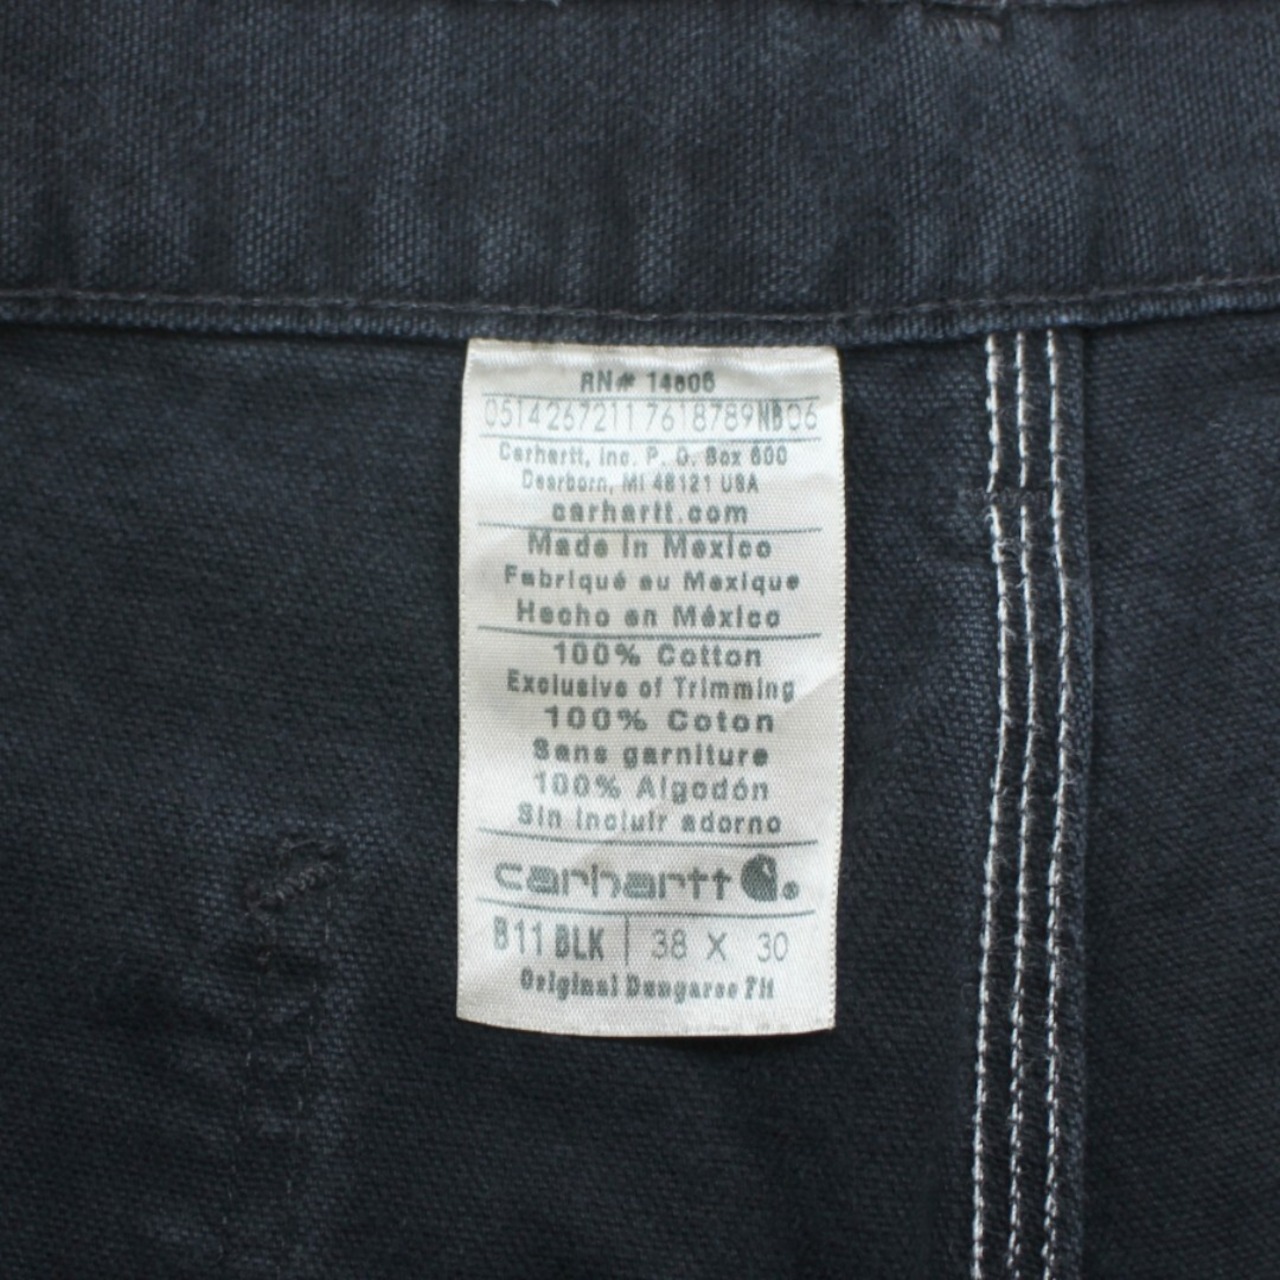 RN# 14806
0514267211 7618789NB06
Carhartt, Inc. P. O. Box 600
Dearborn, MI 48121 USA
carhartt.com
Made in Mexico
Fabriqué au Mexique
Hecho en México
100% Cotton
Exclusive of Trimming
100% Coton
Sans garniture
100% Algodón
Sin incluir adorno
carhartt ®
B11 BLK | 38 X 30
Original Dungaree Fit